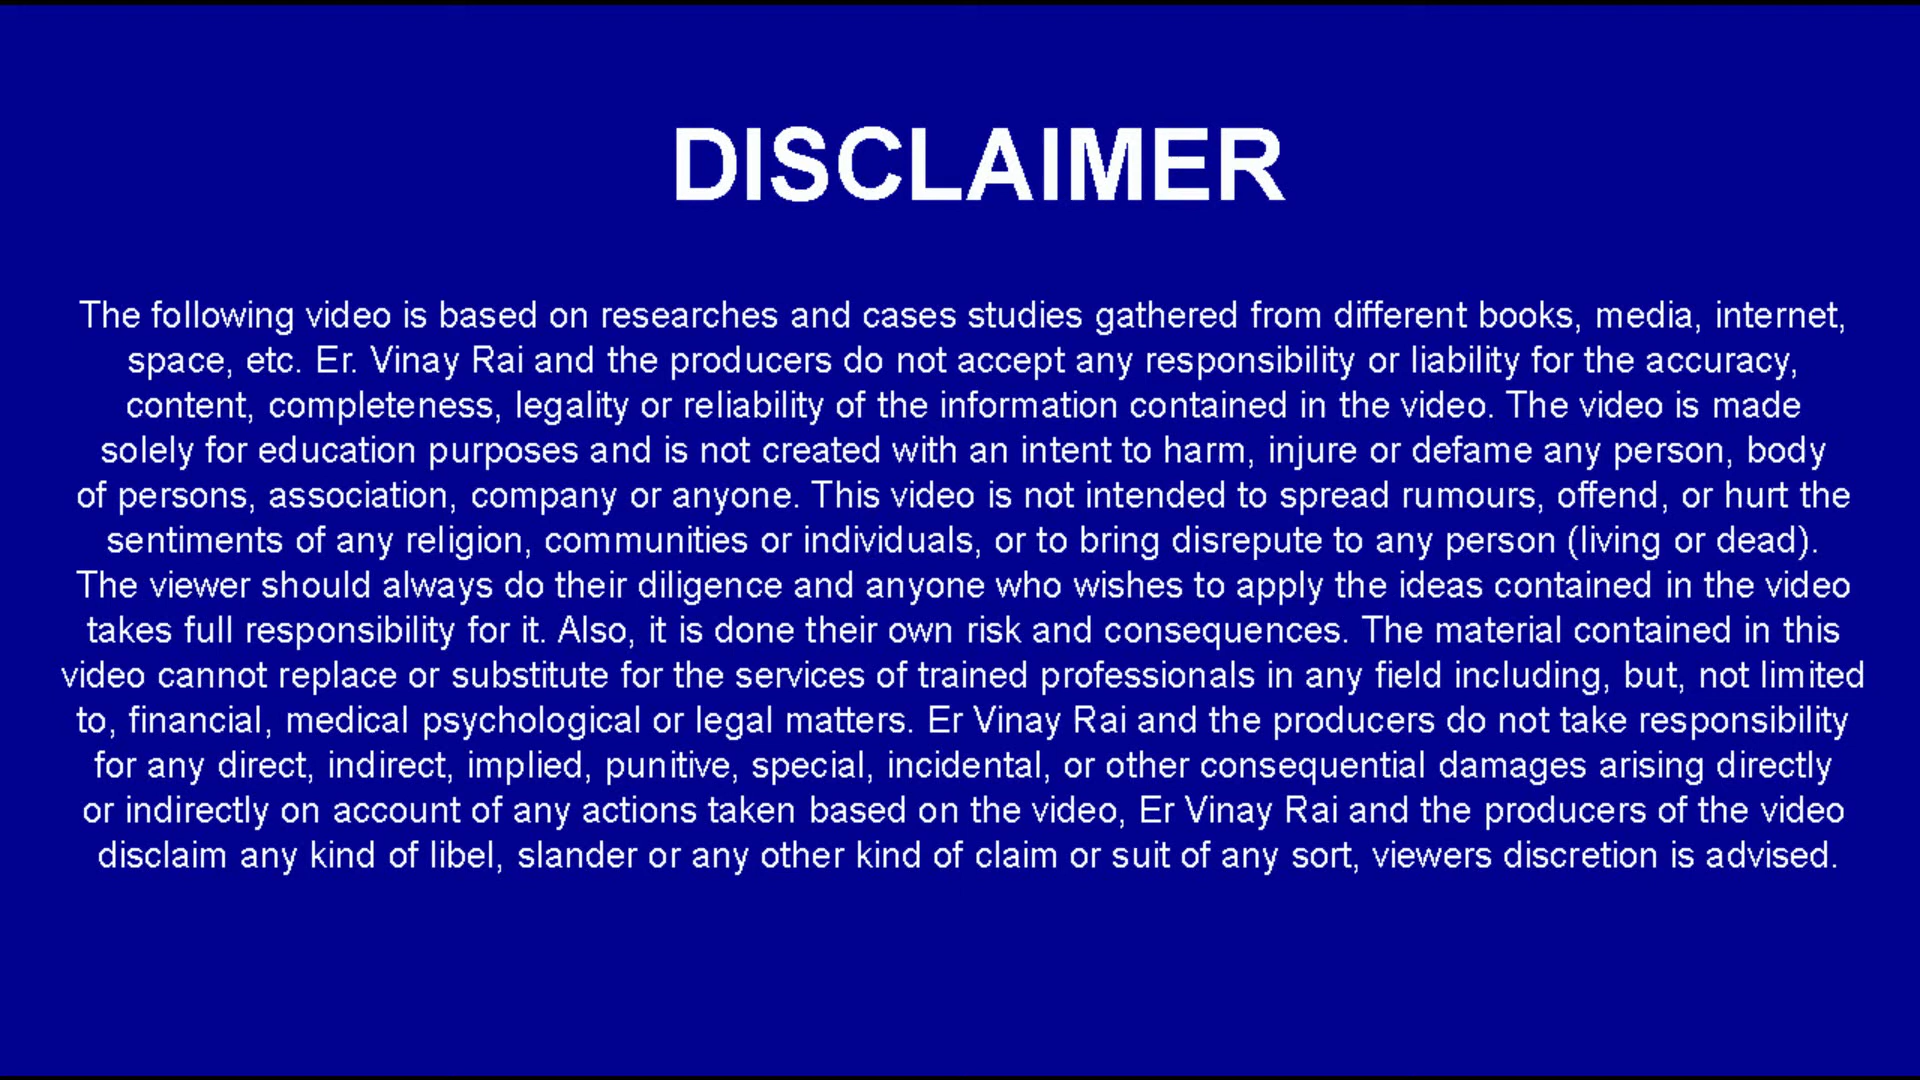 DISCLAIMER
The following video is based on researches and cases studies gathered from different books, media, internet,
space, etc. Er. Vinay Rai and the producers do not accept any responsibility or liability for the accuracy,
content, completeness, legality or reliability of the information contained in the video. The video is made
solely for education purposes and is not created with an intent to harm, injure or defame any person, body
of persons, association, company or anyone. This video is not intended to spread rumours, offend, or hurt the
sentiments of any religion, communities or individuals, or to bring disrepute to any person (living or dead).
The viewer should always do their diligence and anyone who wishes to apply the ideas contained in the video
takes full responsibility for it. Also, it is done their own risk and consequences. The material contained in this
video cannot replace or substitute for the services of trained professionals in any field including, but, not limited
to, financial, medical psychological or legal matters. Er Vinay Rai and the producers do not take responsibility
for any direct, indirect, implied, punitive, special, incidental, or other consequential damages arising directly
or indirectly on account of any actions taken based on the video, Er Vinay Rai and the producers of the video
disclaim any kind of libel, slander or any other kind of claim or suit of any sort, viewers discretion is advised.